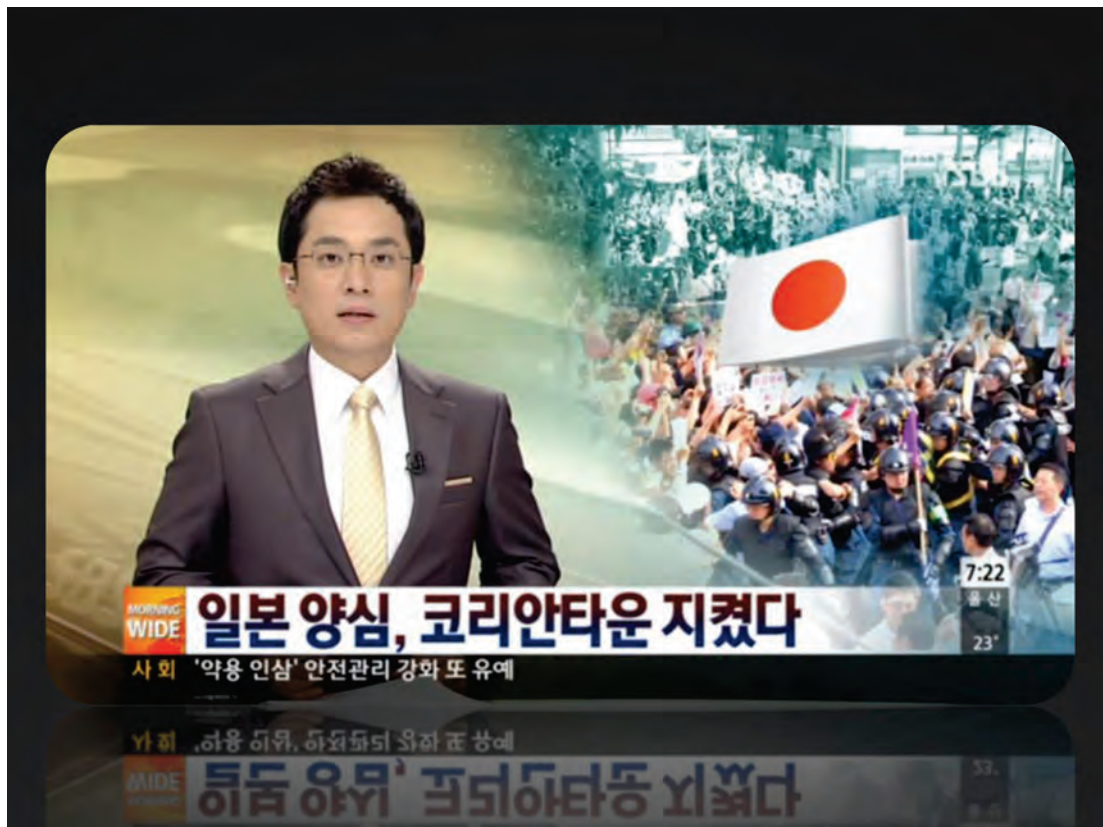 7:22
울산
23°
MORNING
WIDE
일본 양심, 코리안타운 지켰다
사회 '약용 인삼' 안전관리 강화 또 유예